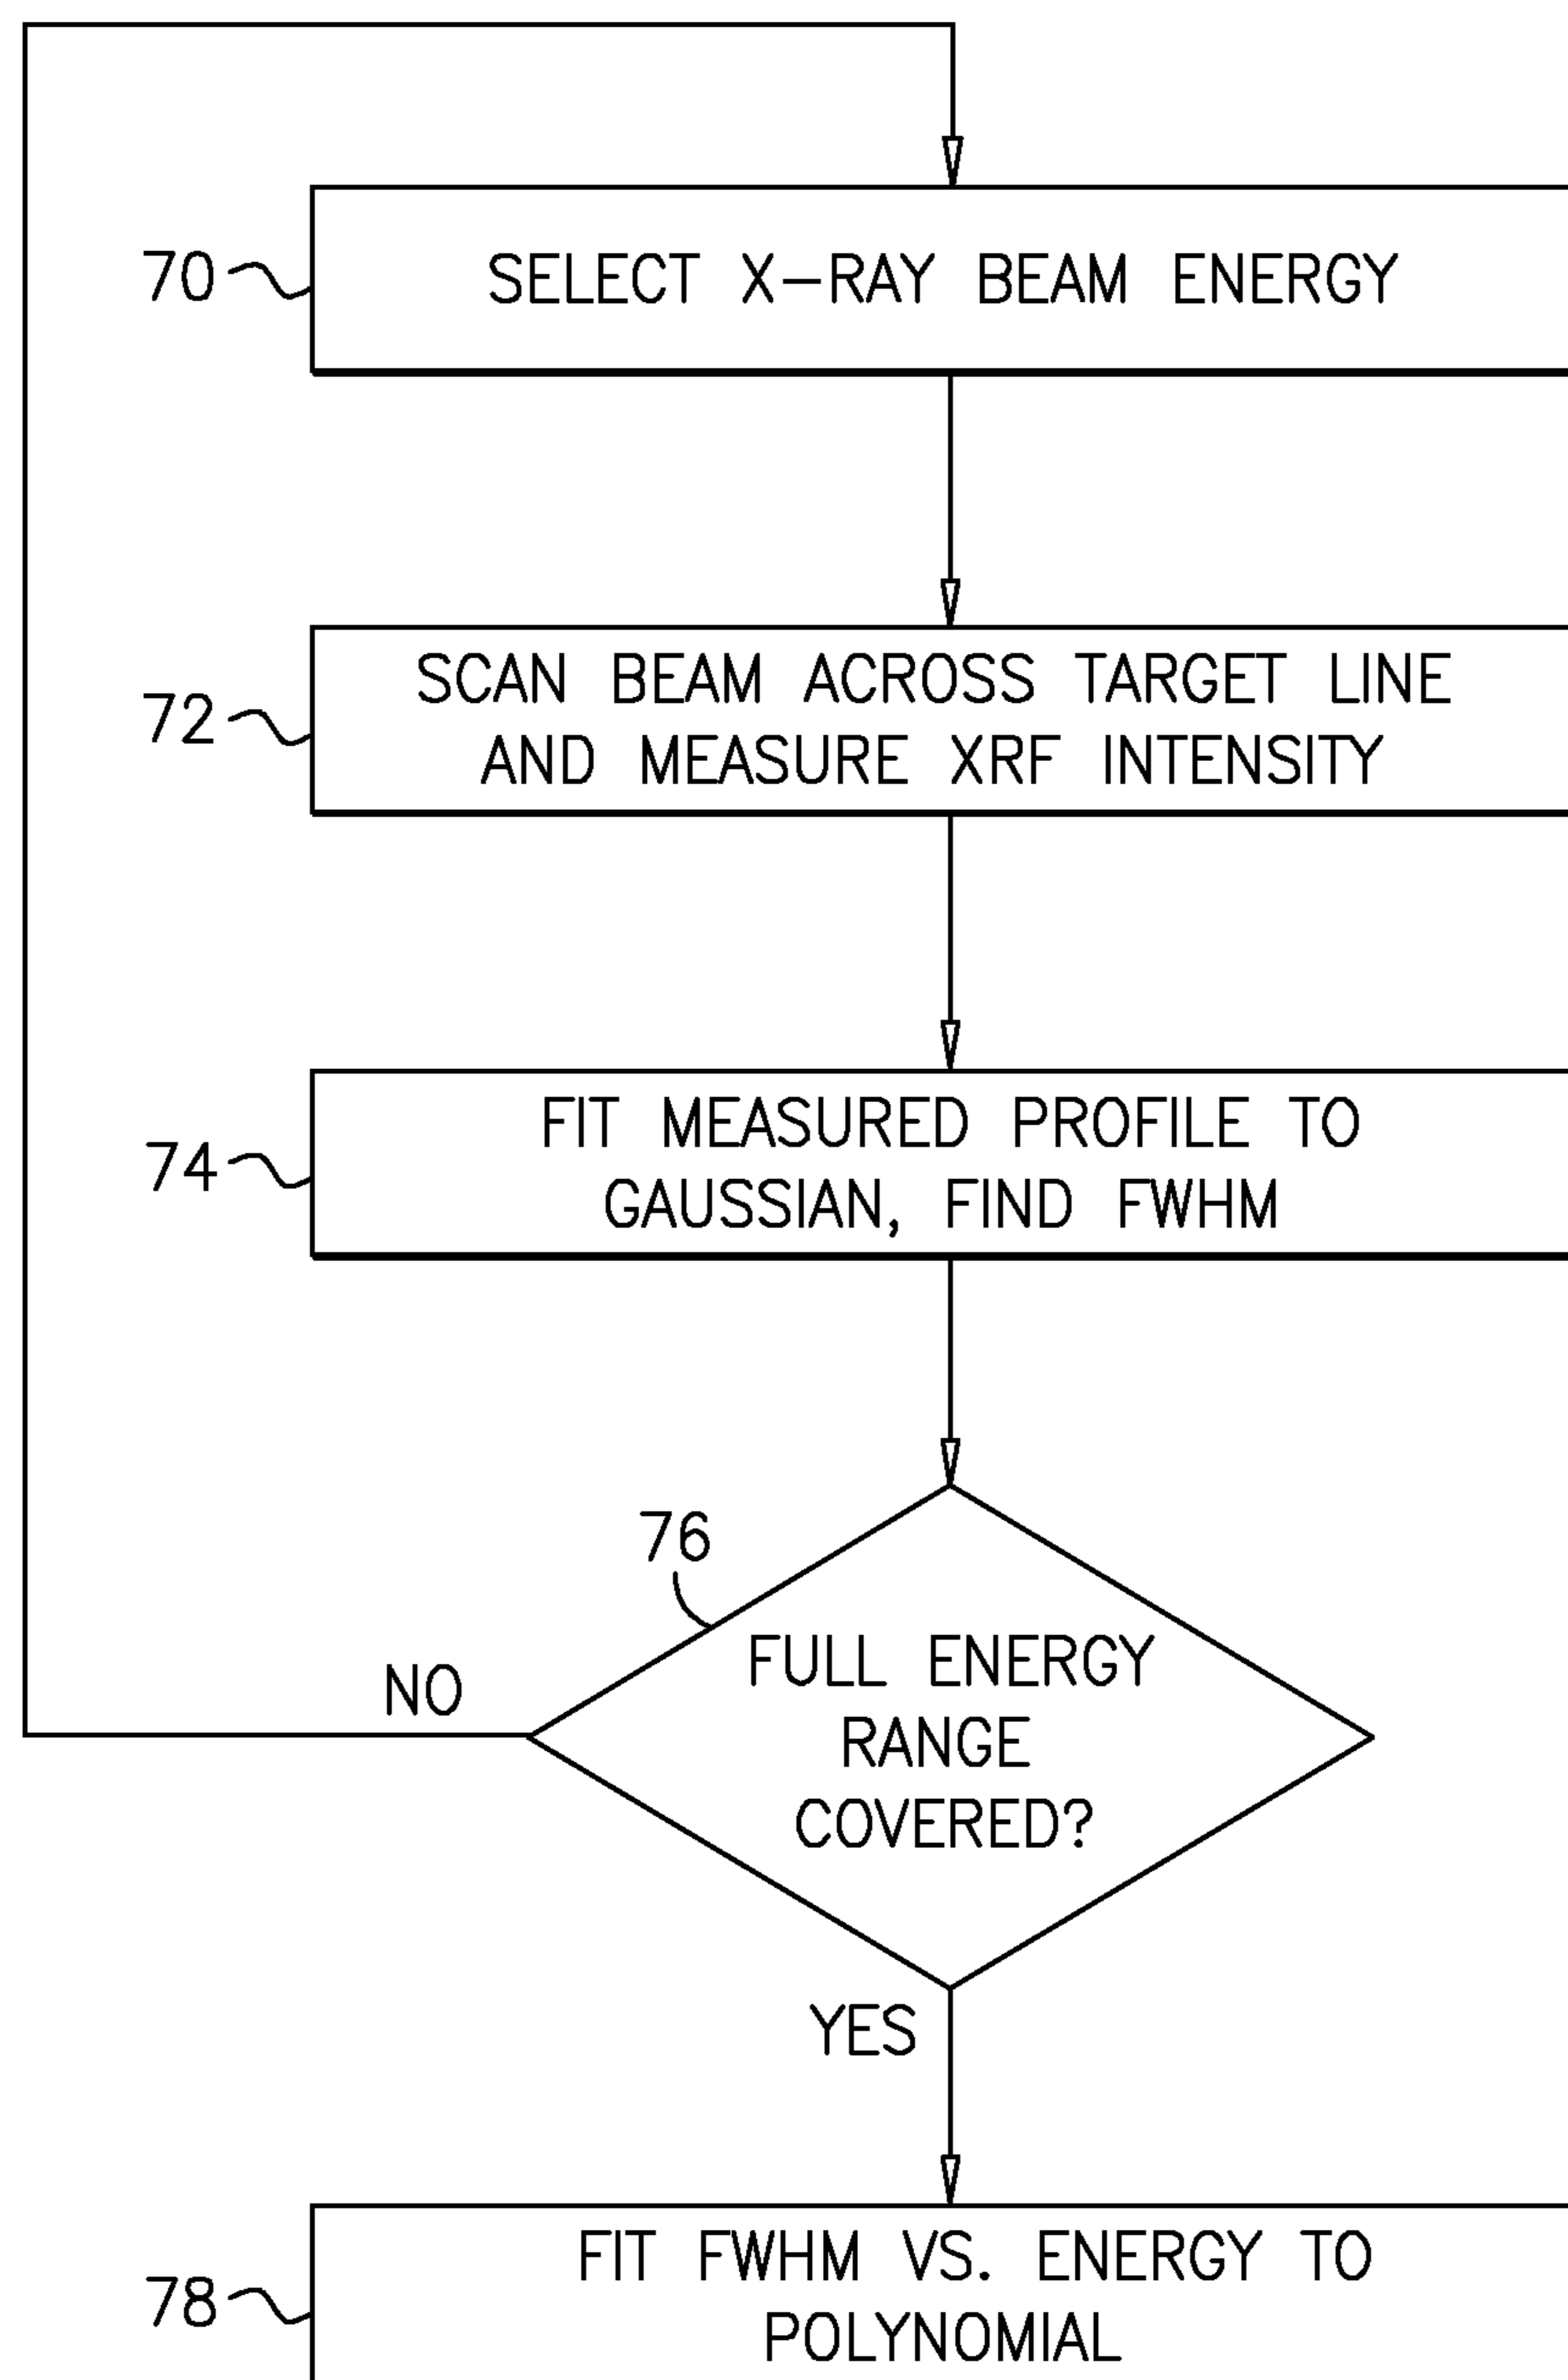 70
SELECT X-RAY BEAM ENERGY
72
SCAN BEAM ACROSS TARGET LINE
AND MEASURE XRF INTENSITY
74
FIT MEASURED PROFILE TO
GAUSSIAN, FIND FWHM
76
FULL ENERGY
RANGE
COVERED?
NO
YES
78
FIT FWHM VS. ENERGY TO
POLYNOMIAL